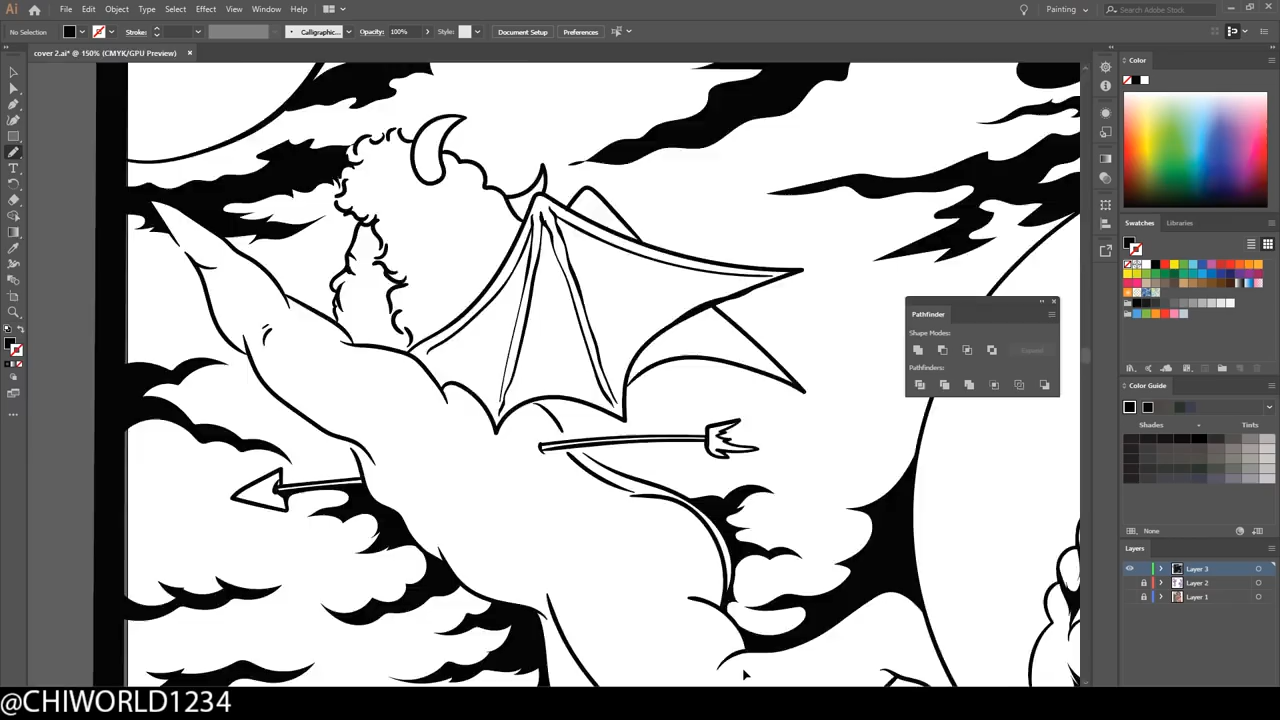 Ai File Edit Object Type Select Effect View Window Help Painting Search Adobe Stock
No Selection Stroke: Calligraphic... Opacity: 100% Style: Document Setup Preferences
cover 2.ai* @ 150% (CMYK/GPU Preview)
Color
Swatches Libraries
Pathfinder
Shape Modes:
Expand
Pathfinders:
Color Guide
Shades Tints
None
Layers
Layer 3
Layer 2
Layer 1
@CHIWORLD1234